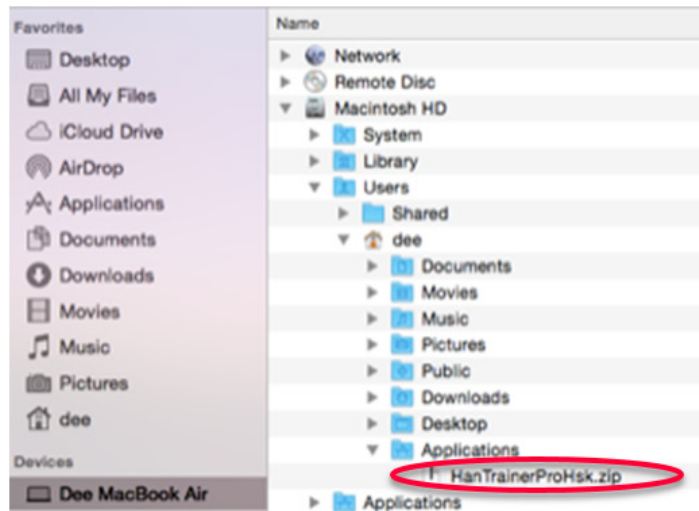 Favorites
Desktop
All My Files
iCloud Drive
AirDrop
Applications
Documents
Downloads
Movies
Music
Pictures
dee
Devices
Dee MacBook Air
Name
Network
Remote Disc
Macintosh HD
System
Library
Users
Shared
dee
Documents
Movies
Music
Pictures
Public
Downloads
Desktop
Applications
HanTrainerProHsk.zip
Applications